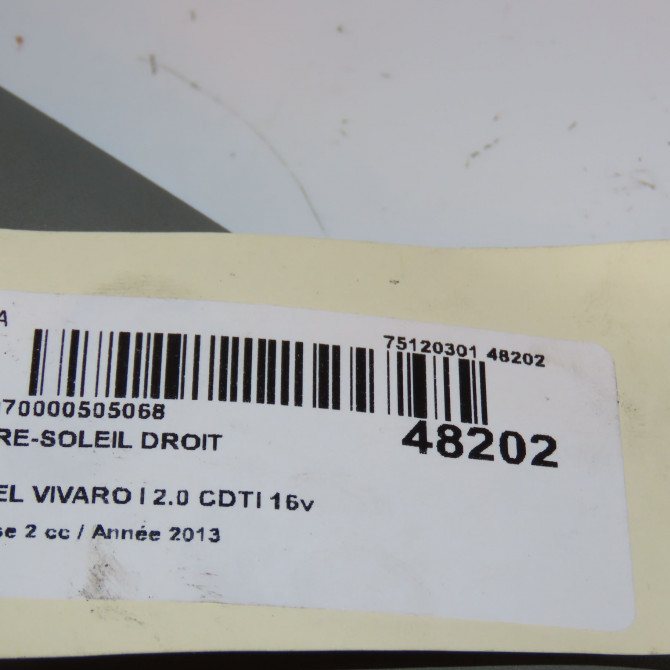 A
75120301 48202
70000505068
RE-SOLEIL DROIT
48202
EL VIVARO I 2.0 CDTI 16v
se 2 cc / Année 2013